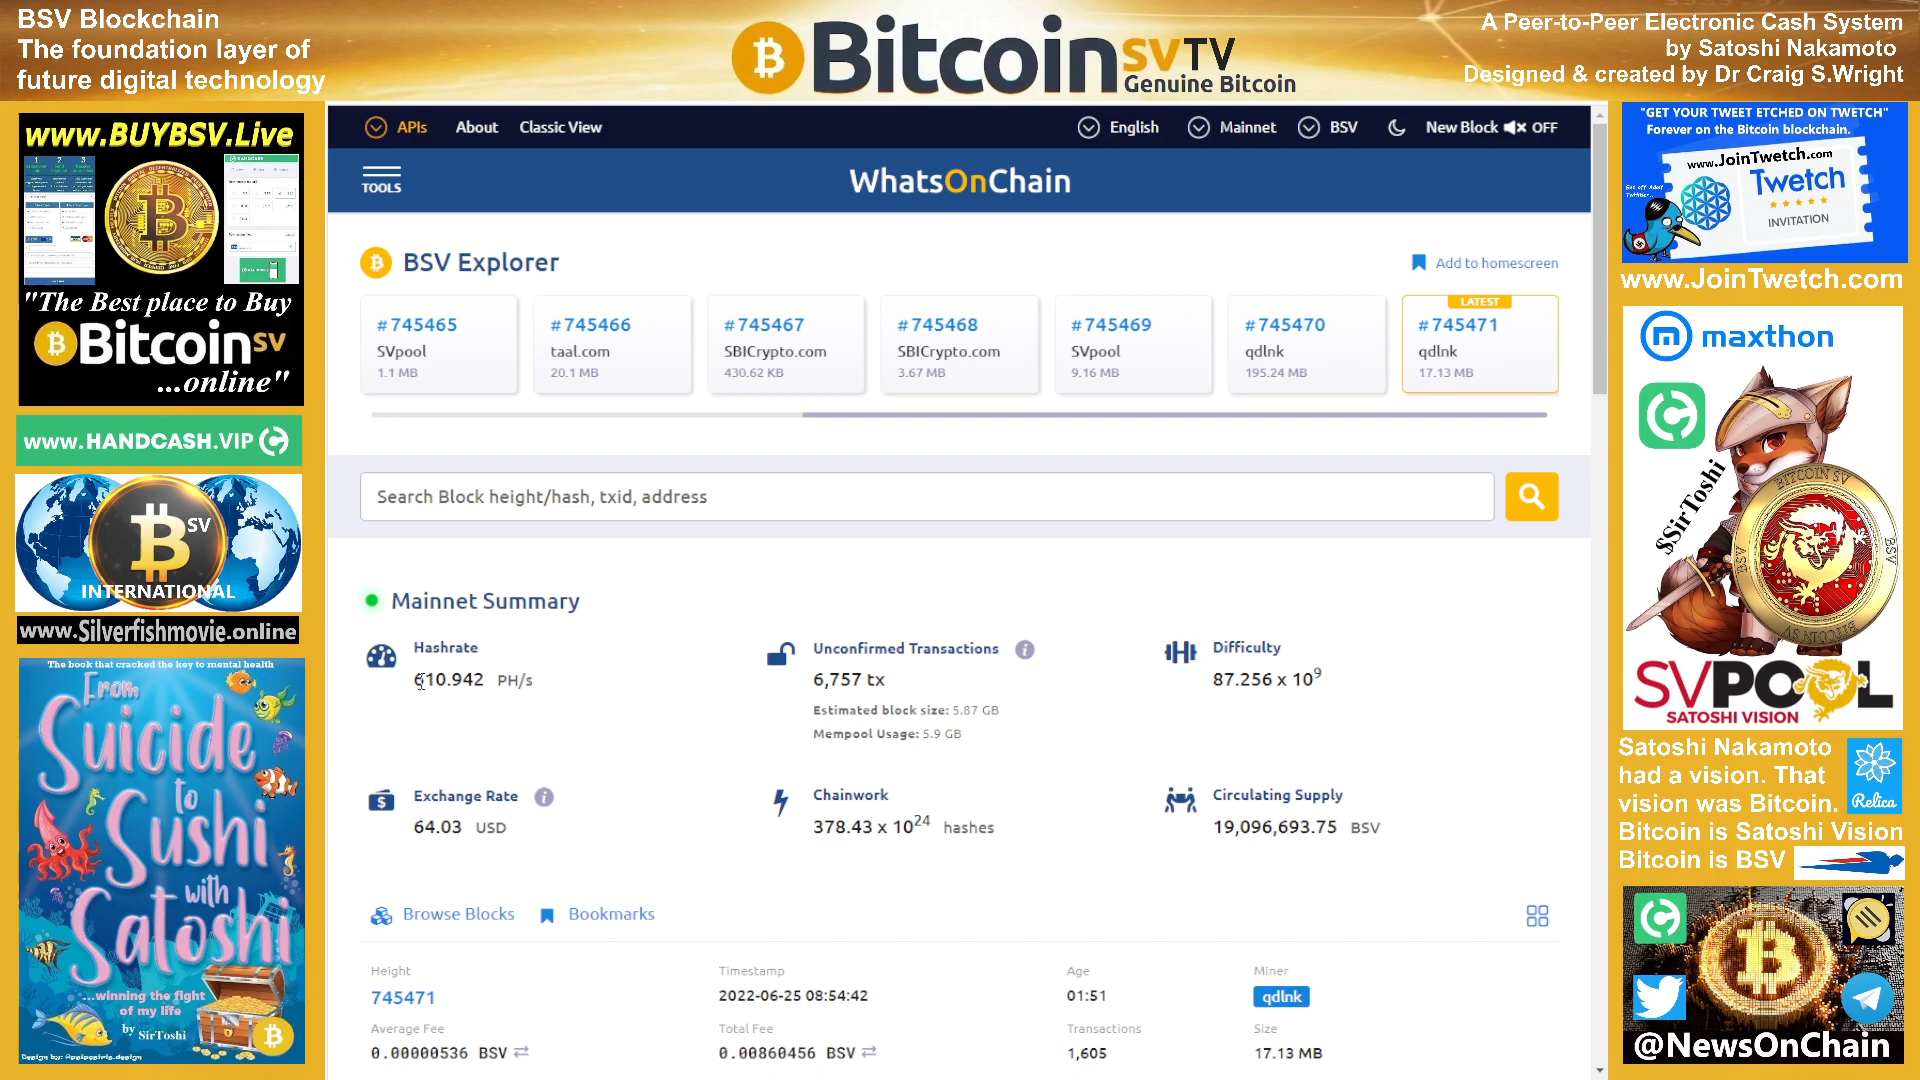 BSV Blockchain
The foundation layer of
future digital technology
Bitcoin SVTV
Genuine Bitcoin
A Peer-to-Peer Electronic Cash System
by Satoshi Nakamoto
Designed & created by Dr Craig S.Wright
www.BUYBSV.Live
"The Best place to Buy
Bitcoin SV
...online"
www.HANDCASH.VIP
SV
INTERNATIONAL
www.Silverfishmovie.online
The book that cracked the key to mental health
From
Suicide
to
Sushi
with
Satoshi
...winning the fight
of my life
by SirToshi
APIs
About
Classic View
English
Mainnet
BSV
New Block
OFF
TOOLS
WhatsOnChain
BSV Explorer
Add to homescreen
#745465
SVpool
1.1 MB
#745466
taal.com
20.1 MB
#745467
SBICrypto.com
430.62 KB
#745468
SBICrypto.com
3.67 MB
#745469
SVpool
9.16 MB
#745470
qdlnk
195.24 MB
LATEST
#745471
qdlnk
17.13 MB
Search Block height/hash, txid, address
Mainnet Summary
Hashrate
610.942 PH/s
Unconfirmed Transactions
6,757 tx
Estimated block size: 5.87 GB
Mempool Usage: 5.9 GB
Difficulty
87.256 x 10⁹
Exchange Rate
64.03 USD
Chainwork
378.43 x 10²⁴ hashes
Circulating Supply
19,096,693.75 BSV
Browse Blocks
Bookmarks
Height
745471
Timestamp
2022-06-25 08:54:42
Age
01:51
Miner
qdlnk
Average Fee
0.00000536 BSV
Total Fee
0.00860456 BSV
Transactions
1,605
Size
17.13 MB
"GET YOUR TWEET ETCHED ON TWETCH"
Forever on the Bitcoin blockchain.
www.JoinTwetch.com
Twetch
INVITATION
www.JoinTwetch.com
maxthon
$SirToshi
BITCOIN SV
BSV
BSV
BITCOIN SV
SVPOOL
SATOSHI VISION
Satoshi Nakamoto
had a vision. That
vision was Bitcoin.
Relica
Bitcoin is Satoshi Vision
Bitcoin is BSV
@NewsOnChain